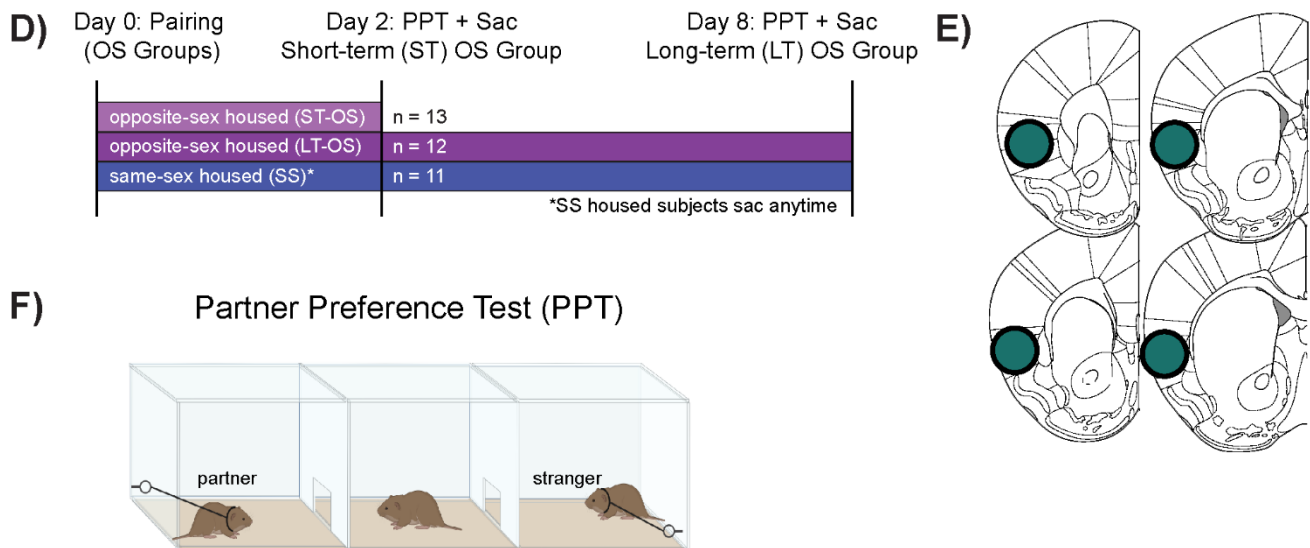 D)
Day 0: Pairing
(OS Groups)
Day 2: PPT + Sac
Short-term (ST) OS Group
Day 8: PPT + Sac
Long-term (LT) OS Group
opposite-sex housed (ST-OS)
n = 13
opposite-sex housed (LT-OS)
n = 12
same-sex housed (SS)*
n = 11
*SS housed subjects sac anytime
E)
F)
Partner Preference Test (PPT)
partner
stranger